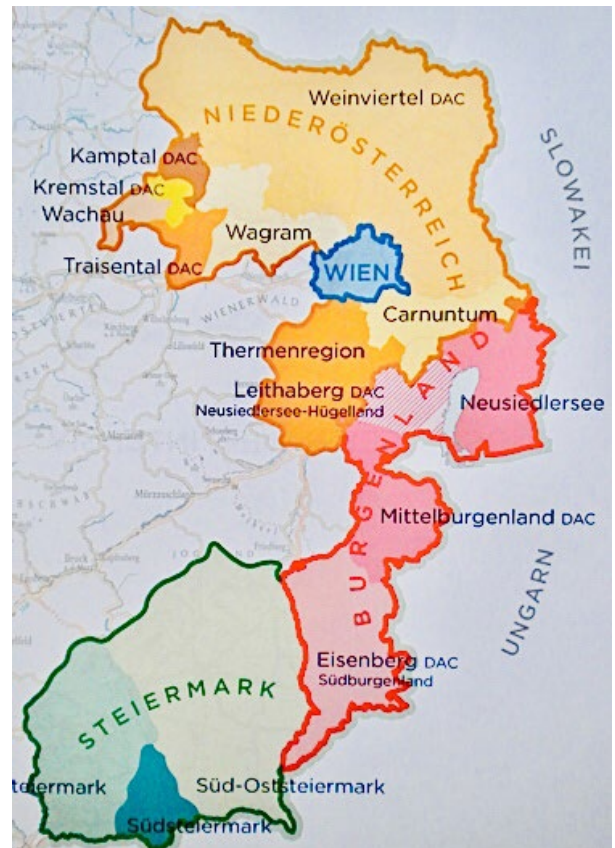 Weinviertel DAC
NIEDERÖSTERREICH
SLOWAKEI
Kamptal DAC
Kremstal DAC
Wachau
Wagram
Traisental DAC
WIEN
WIENERWALD
Carnuntum
Thermenregion
Leithaberg DAC
Neusiedlersee-Hügelland
Neusiedlersee
BURGENLAND
Mittelburgenland DAC
UNGARN
Eisenberg DAC
Südburgenland
STEIERMARK
teiermark
Süd-Oststeiermark
Südsteiermark